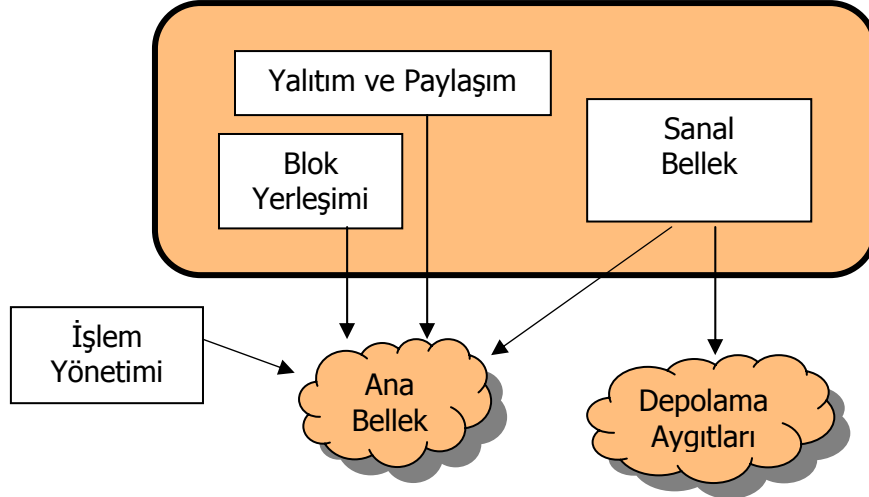 Yalıtım ve Paylaşım
Sanal
Bellek
Blok
Yerleşimi
İşlem
Yönetimi
Ana
Bellek
Depolama
Aygıtları